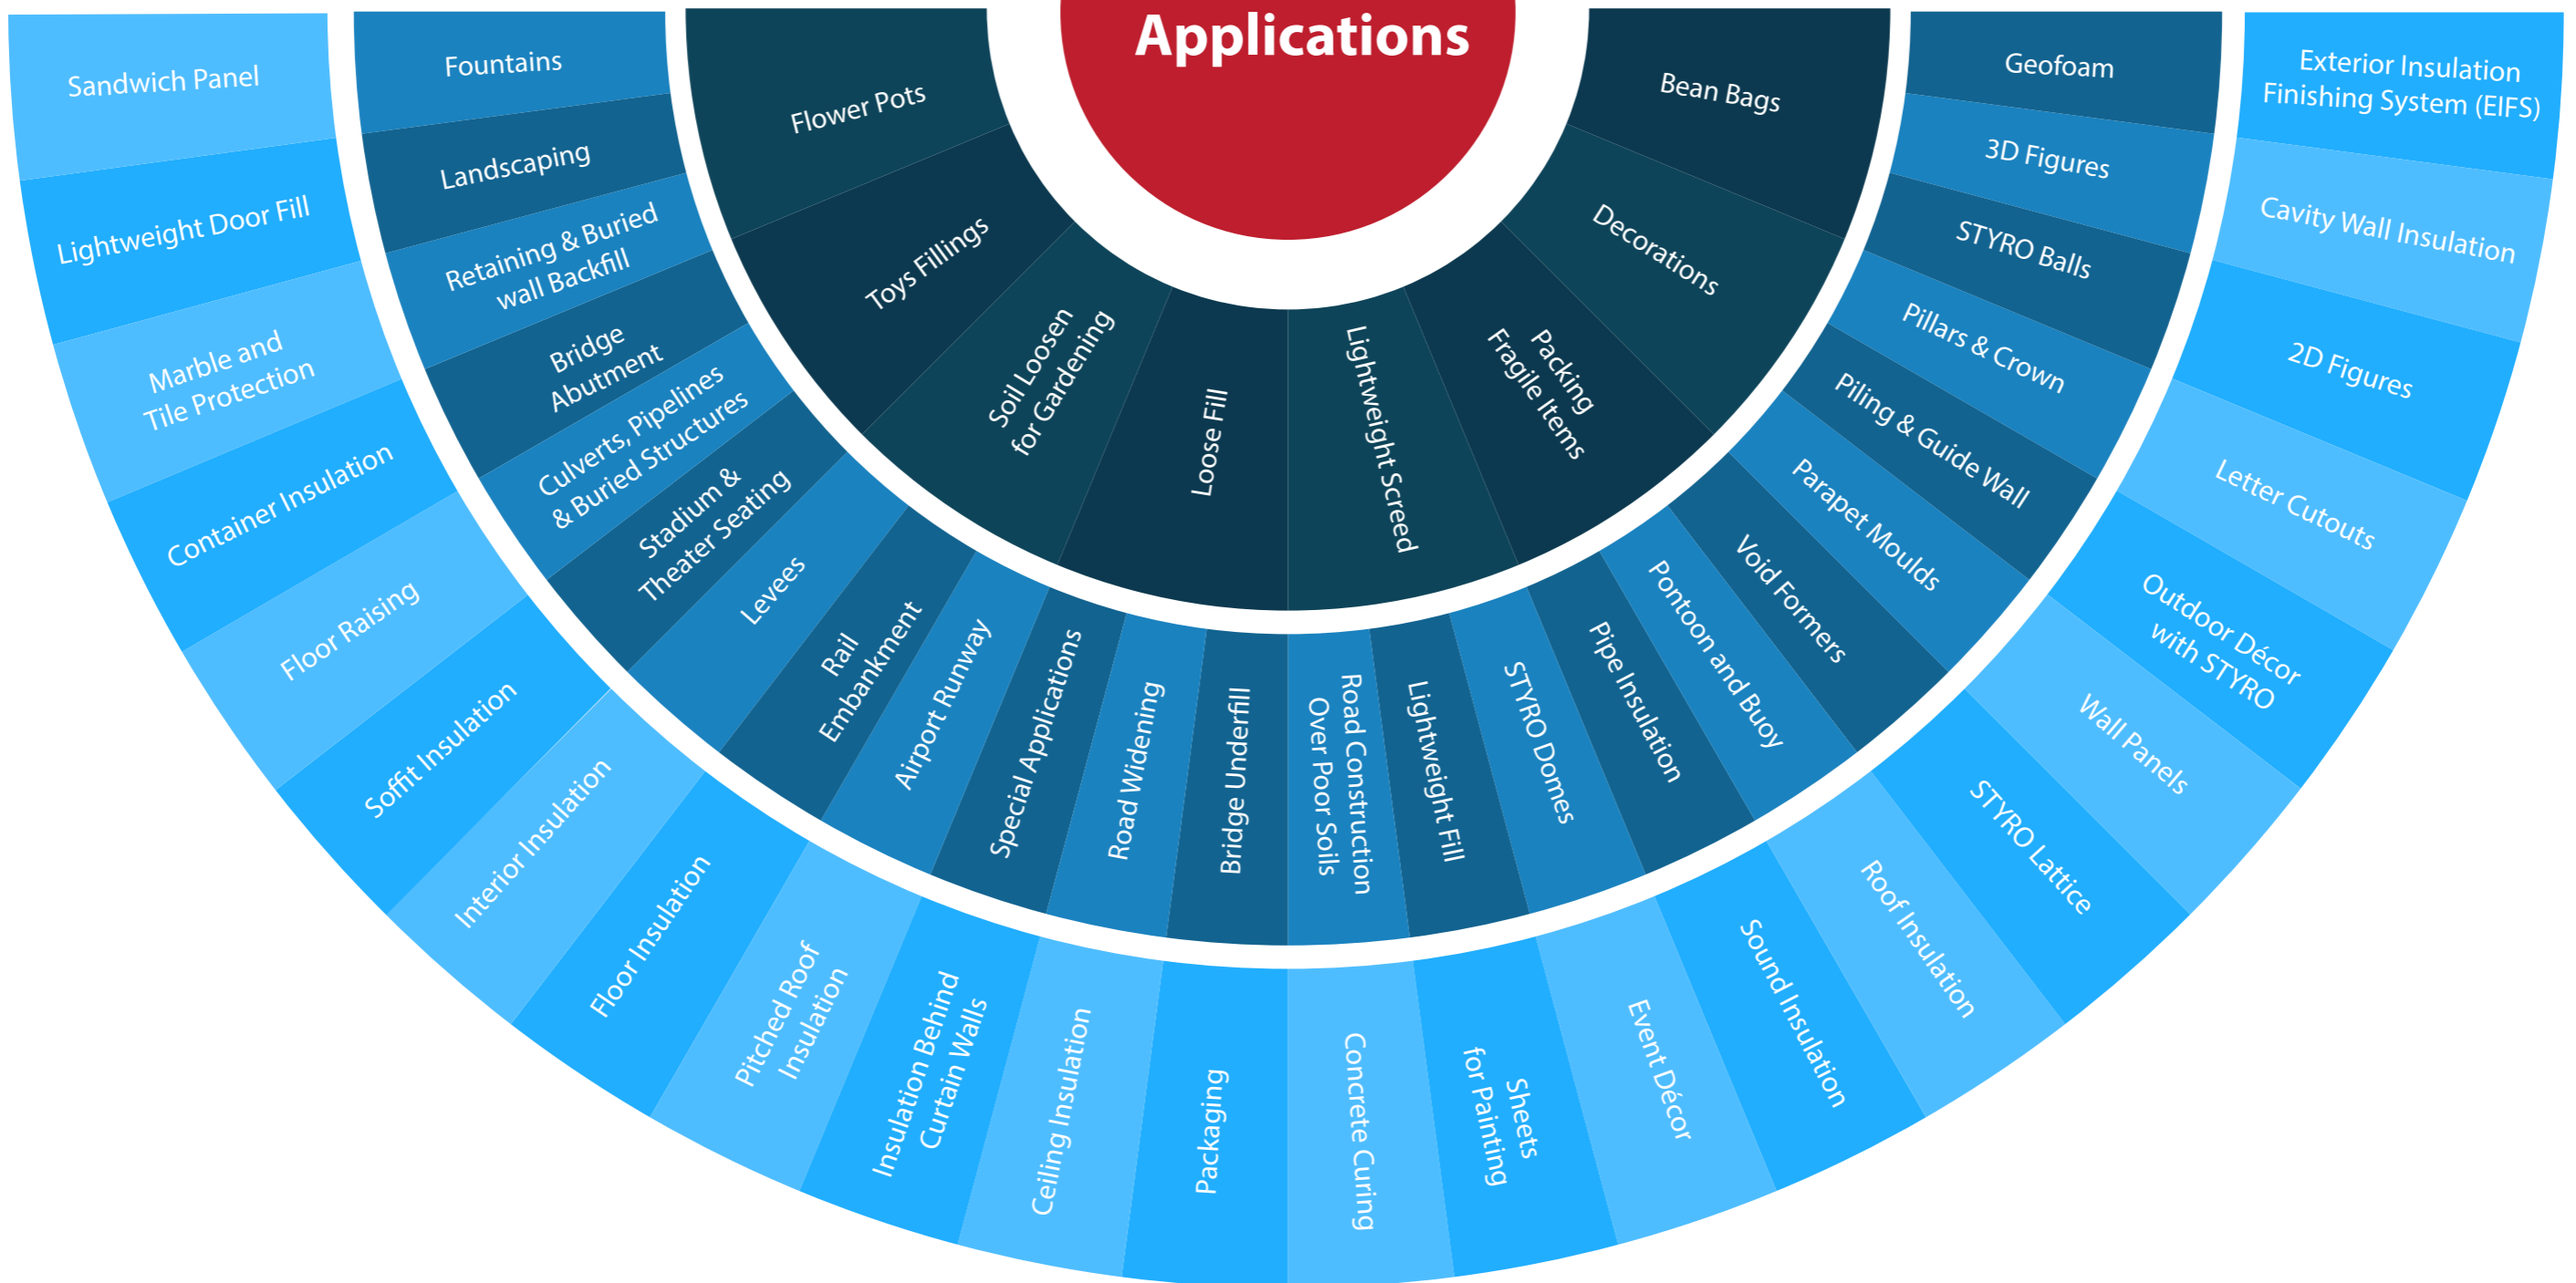 Applications
Flower Pots
Toys Fillings
Soil Loosen
for Gardening
Loose Fill
Lightweight Screed
Packing
Fragile Items
Decorations
Bean Bags
Fountains
Landscaping
Retaining & Buried
wall Backfill
Bridge
Abutment
Culverts, Pipelines
& Buried Structures
Stadium &
Theater Seating
Levees
Rail
Embankment
Airport Runway
Special Applications
Road Widening
Bridge Underfill
Road Construction
Over Poor Soils
Lightweight Fill
STYRO Domes
Pipe Insulation
Pontoon and Buoy
Void Formers
Parapet Moulds
Piling & Guide Wall
Pillars & Crown
STYRO Balls
3D Figures
Geofoam
Sandwich Panel
Lightweight Door Fill
Marble and
Tile Protection
Container Insulation
Floor Raising
Soffit Insulation
Interior Insulation
Floor Insulation
Pitched Roof
Insulation
Insulation Behind
Curtain Walls
Ceiling Insulation
Packaging
Concrete Curing
Sheets
for Painting
Event Décor
Sound Insulation
Roof Insulation
STYRO Lattice
Wall Panels
Outdoor Décor
with STYRO
Letter Cutouts
2D Figures
Cavity Wall Insulation
Exterior Insulation
Finishing System (EIFS)